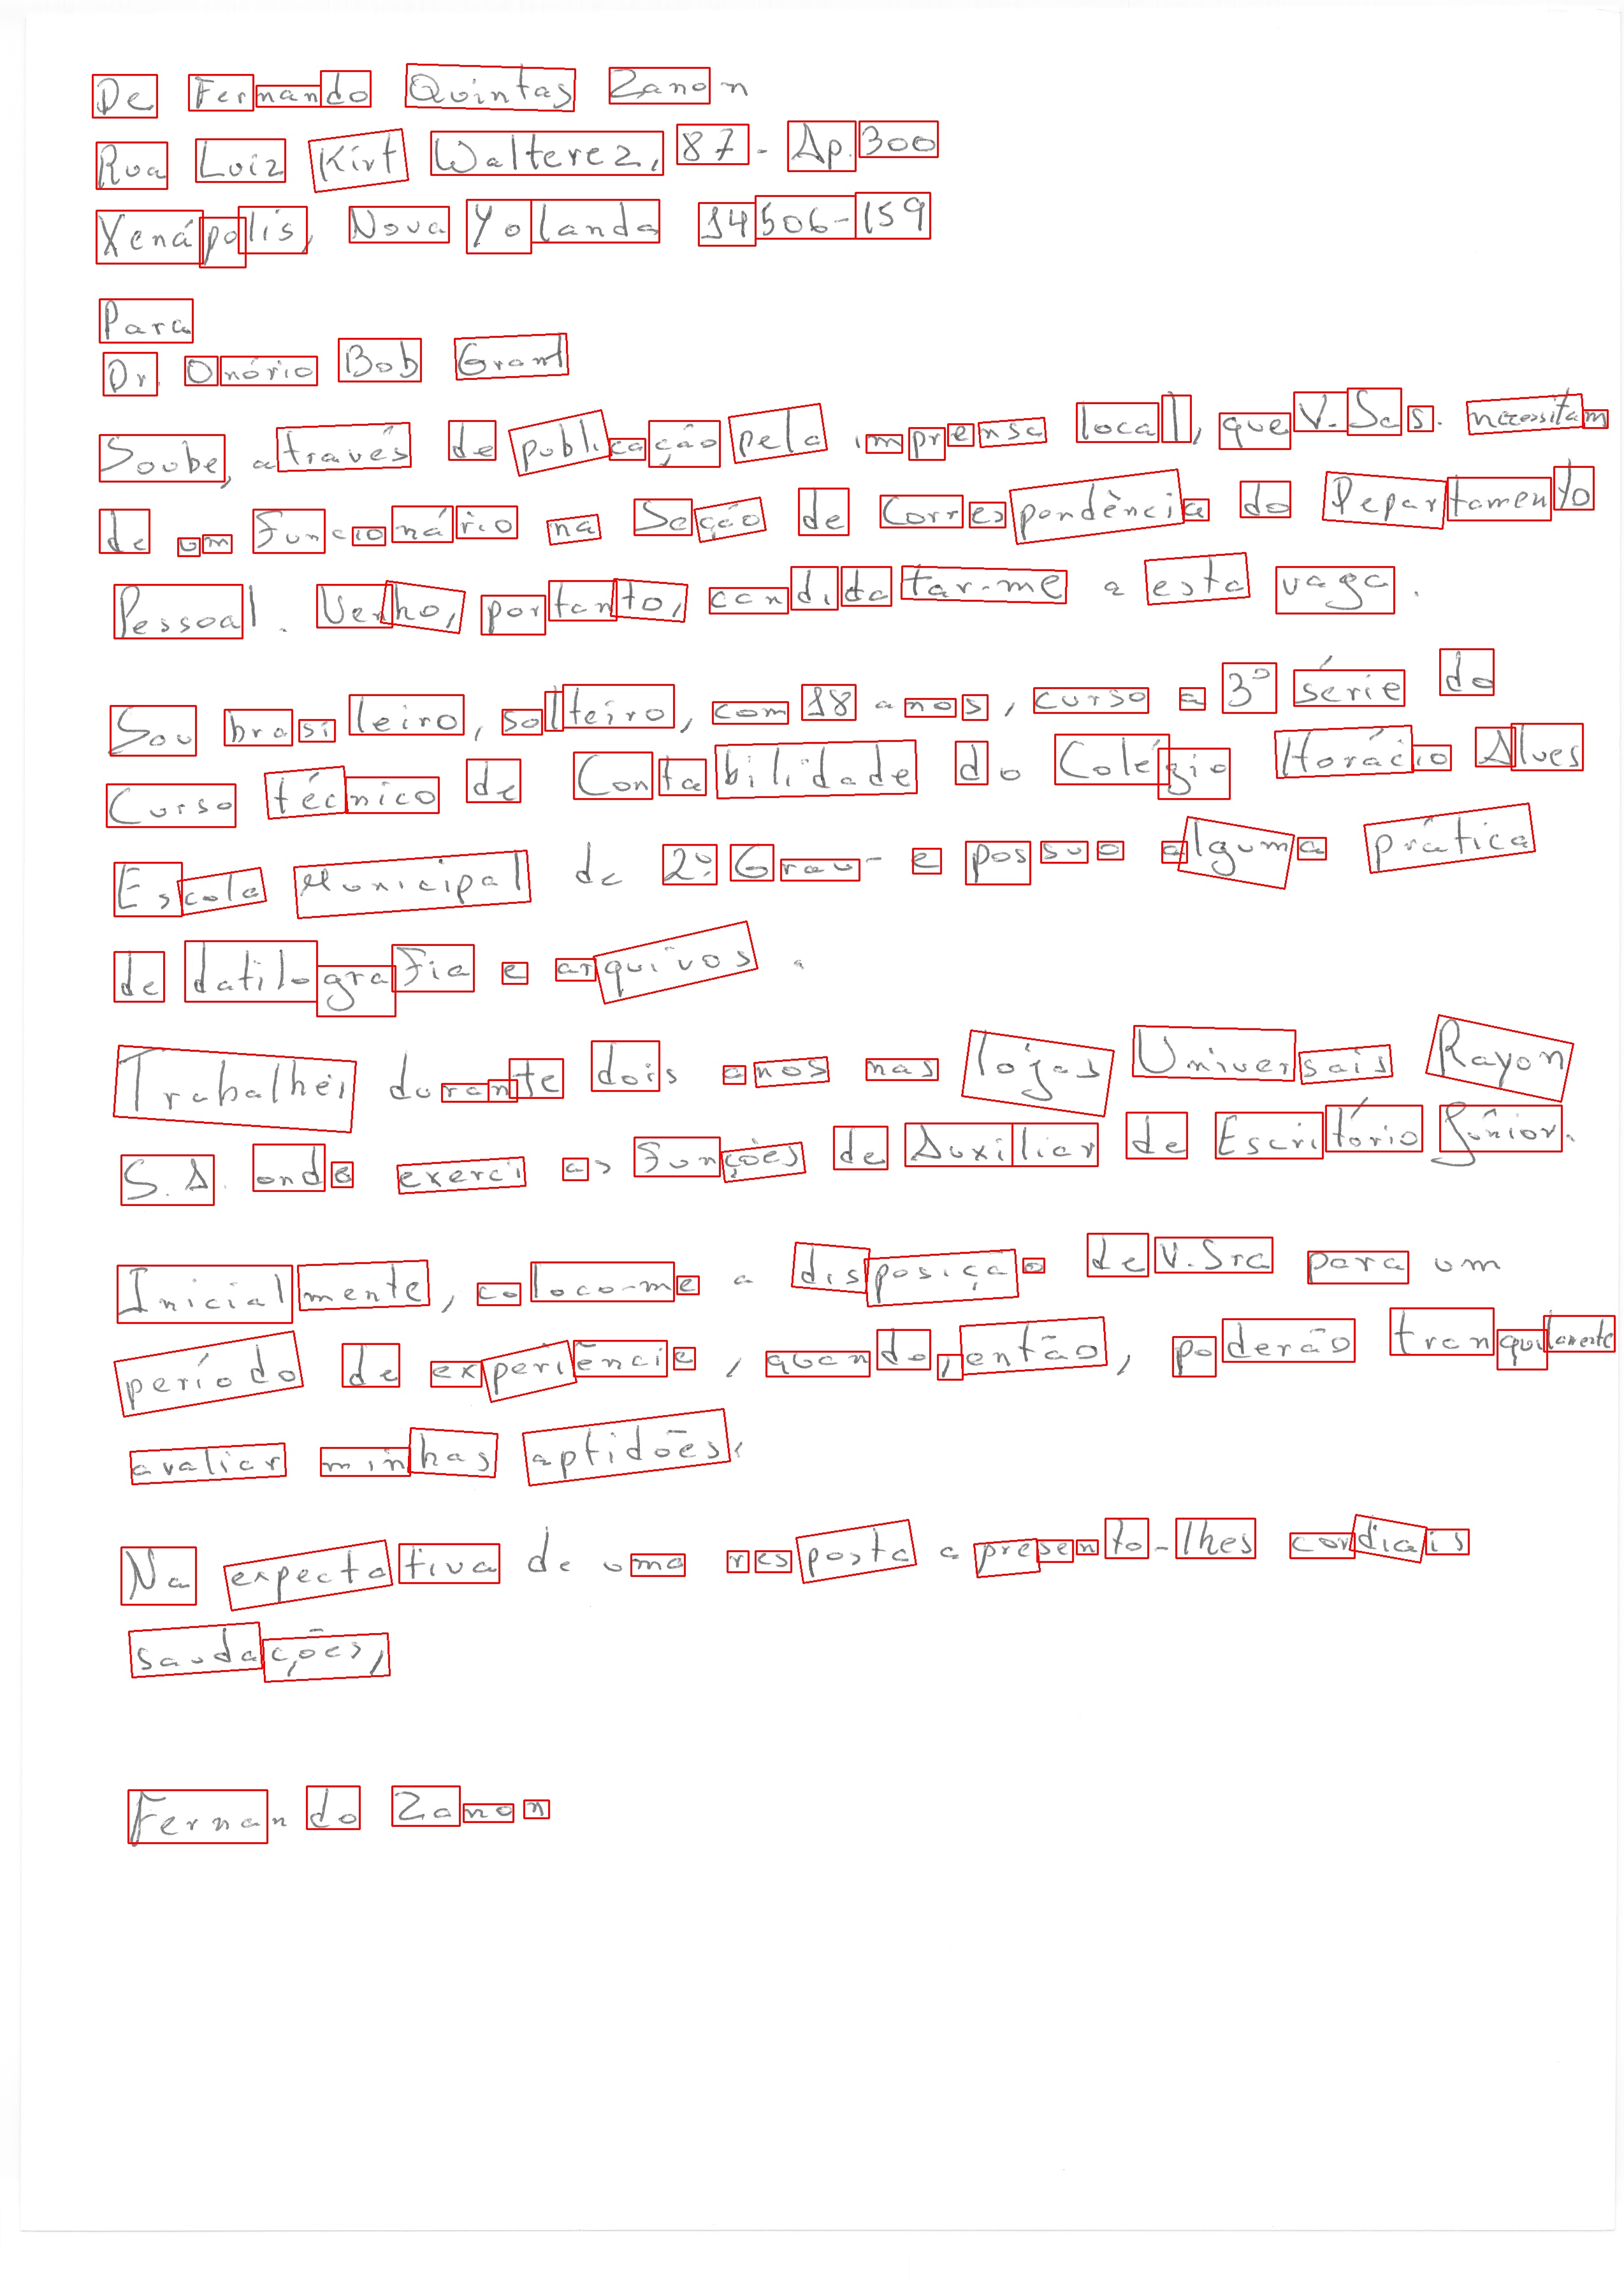 De Fernando Quintas Zanon
Rua Luiz Kirt Walterez, 87 - Ap. 300
Xenápolis, Nova Yolanda 14506-159
Para
Dr. Onório Bob Grant
Soube, através de publicação pela imprensa local, que V. Sas. necessitam
de um Funcionário na Seção de Correspondência do Departamento
Pessoal. Venho, portanto, candidatar-me a esta vaga.
Sou brasileiro, solteiro, com 18 anos, curso a 3º série do
Curso técnico de Contabilidade do Colégio Horácio Alves
Escola Municipal de 2º Grau - e possuo alguma prática
de datilografia e arquivos.
Trabalhei durante dois anos nas lójas Universais Rayon
S.A. onde exerci as Funções de Auxiliar de Escritório Júnior.
Inicialmente, coloco-me a disposição de V. Sra para um
período de experiência, quando, então, poderão tranquilamente
avaliar minhas aptidões.
Na expectativa de uma resposta apresento-lhes cordiais
saudações,
Fernando Zanon